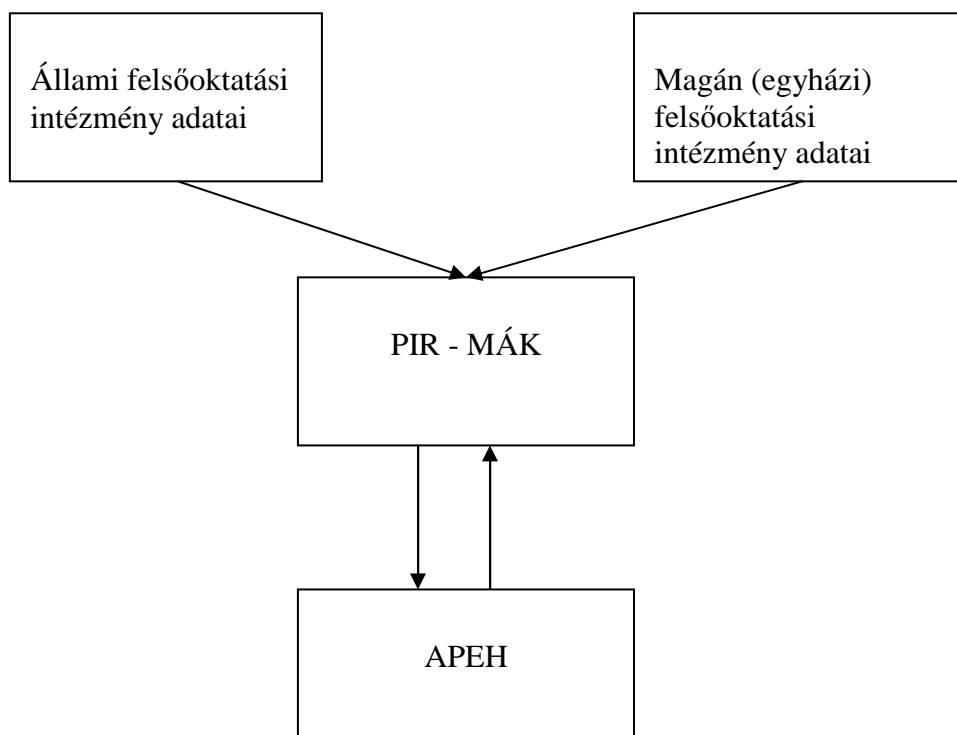 Állami felsőoktatási
intézmény adatai
Magán (egyházi)
felsőoktatási
intézmény adatai
PIR - MÁK
APEH